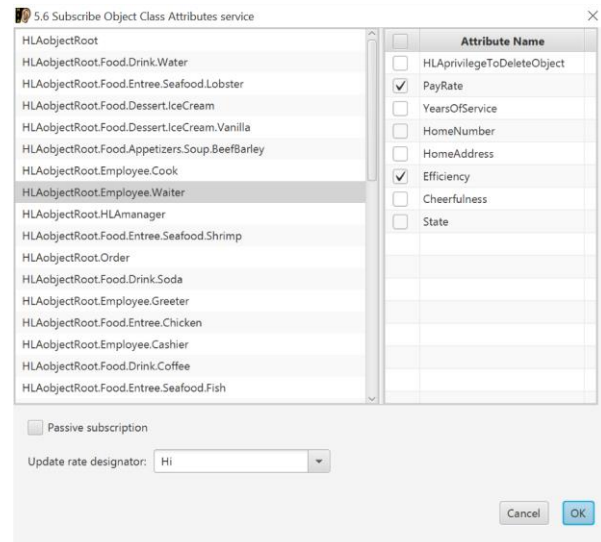 5.6 Subscribe Object Class Attributes service
HLAobjectRoot
HLAobjectRoot.Food.Drink.Water
HLAobjectRoot.Food.Entree.Seafood.Lobster
HLAobjectRoot.Food.Dessert.IceCream
HLAobjectRoot.Food.Dessert.IceCream.Vanilla
HLAobjectRoot.Food.Appetizers.Soup.BeefBarley
HLAobjectRoot.Employee.Cook
HLAobjectRoot.Employee.Waiter
HLAobjectRoot.HLAmanager
HLAobjectRoot.Food.Entree.Seafood.Shrimp
HLAobjectRoot.Order
HLAobjectRoot.Food.Drink.Soda
HLAobjectRoot.Employee.Greeter
HLAobjectRoot.Food.Entree.Chicken
HLAobjectRoot.Employee.Cashier
HLAobjectRoot.Food.Drink.Coffee
HLAobjectRoot.Food.Entree.Seafood.Fish
Attribute Name
HLAprivilegeToDeleteObject
PayRate
YearsOfService
HomeNumber
HomeAddress
Efficiency
Cheerfulness
State
Passive subscription
Update rate designator: Hi
Cancel OK